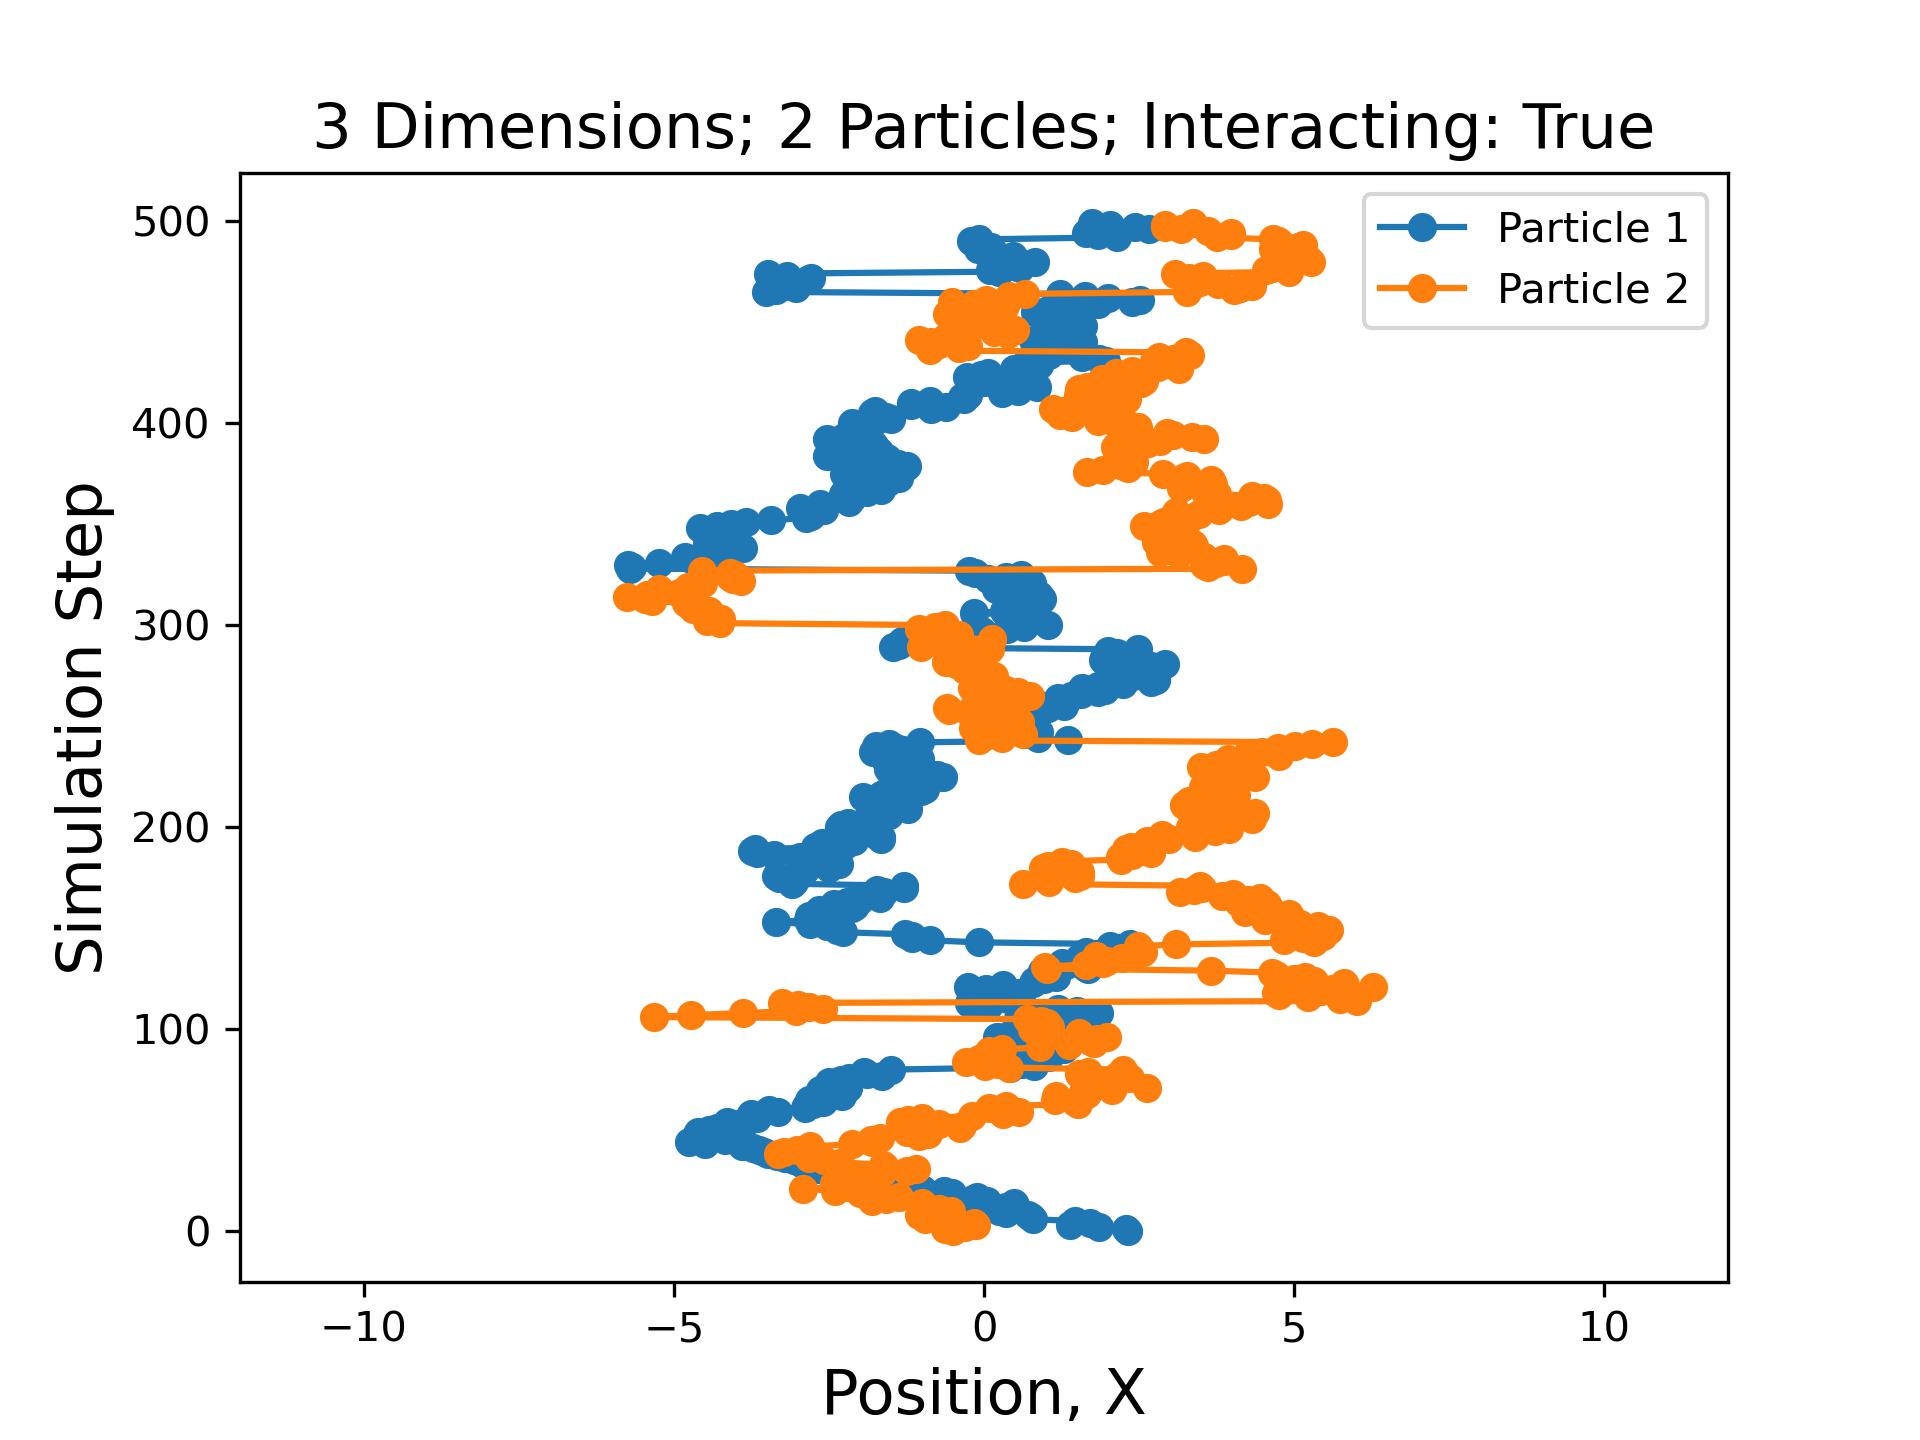 3 Dimensions; 2 Particles; Interacting: True
Particle 1
Particle 2
Simulation Step
500
400
300
200
100
0
−10
−5
0
5
10
Position, X